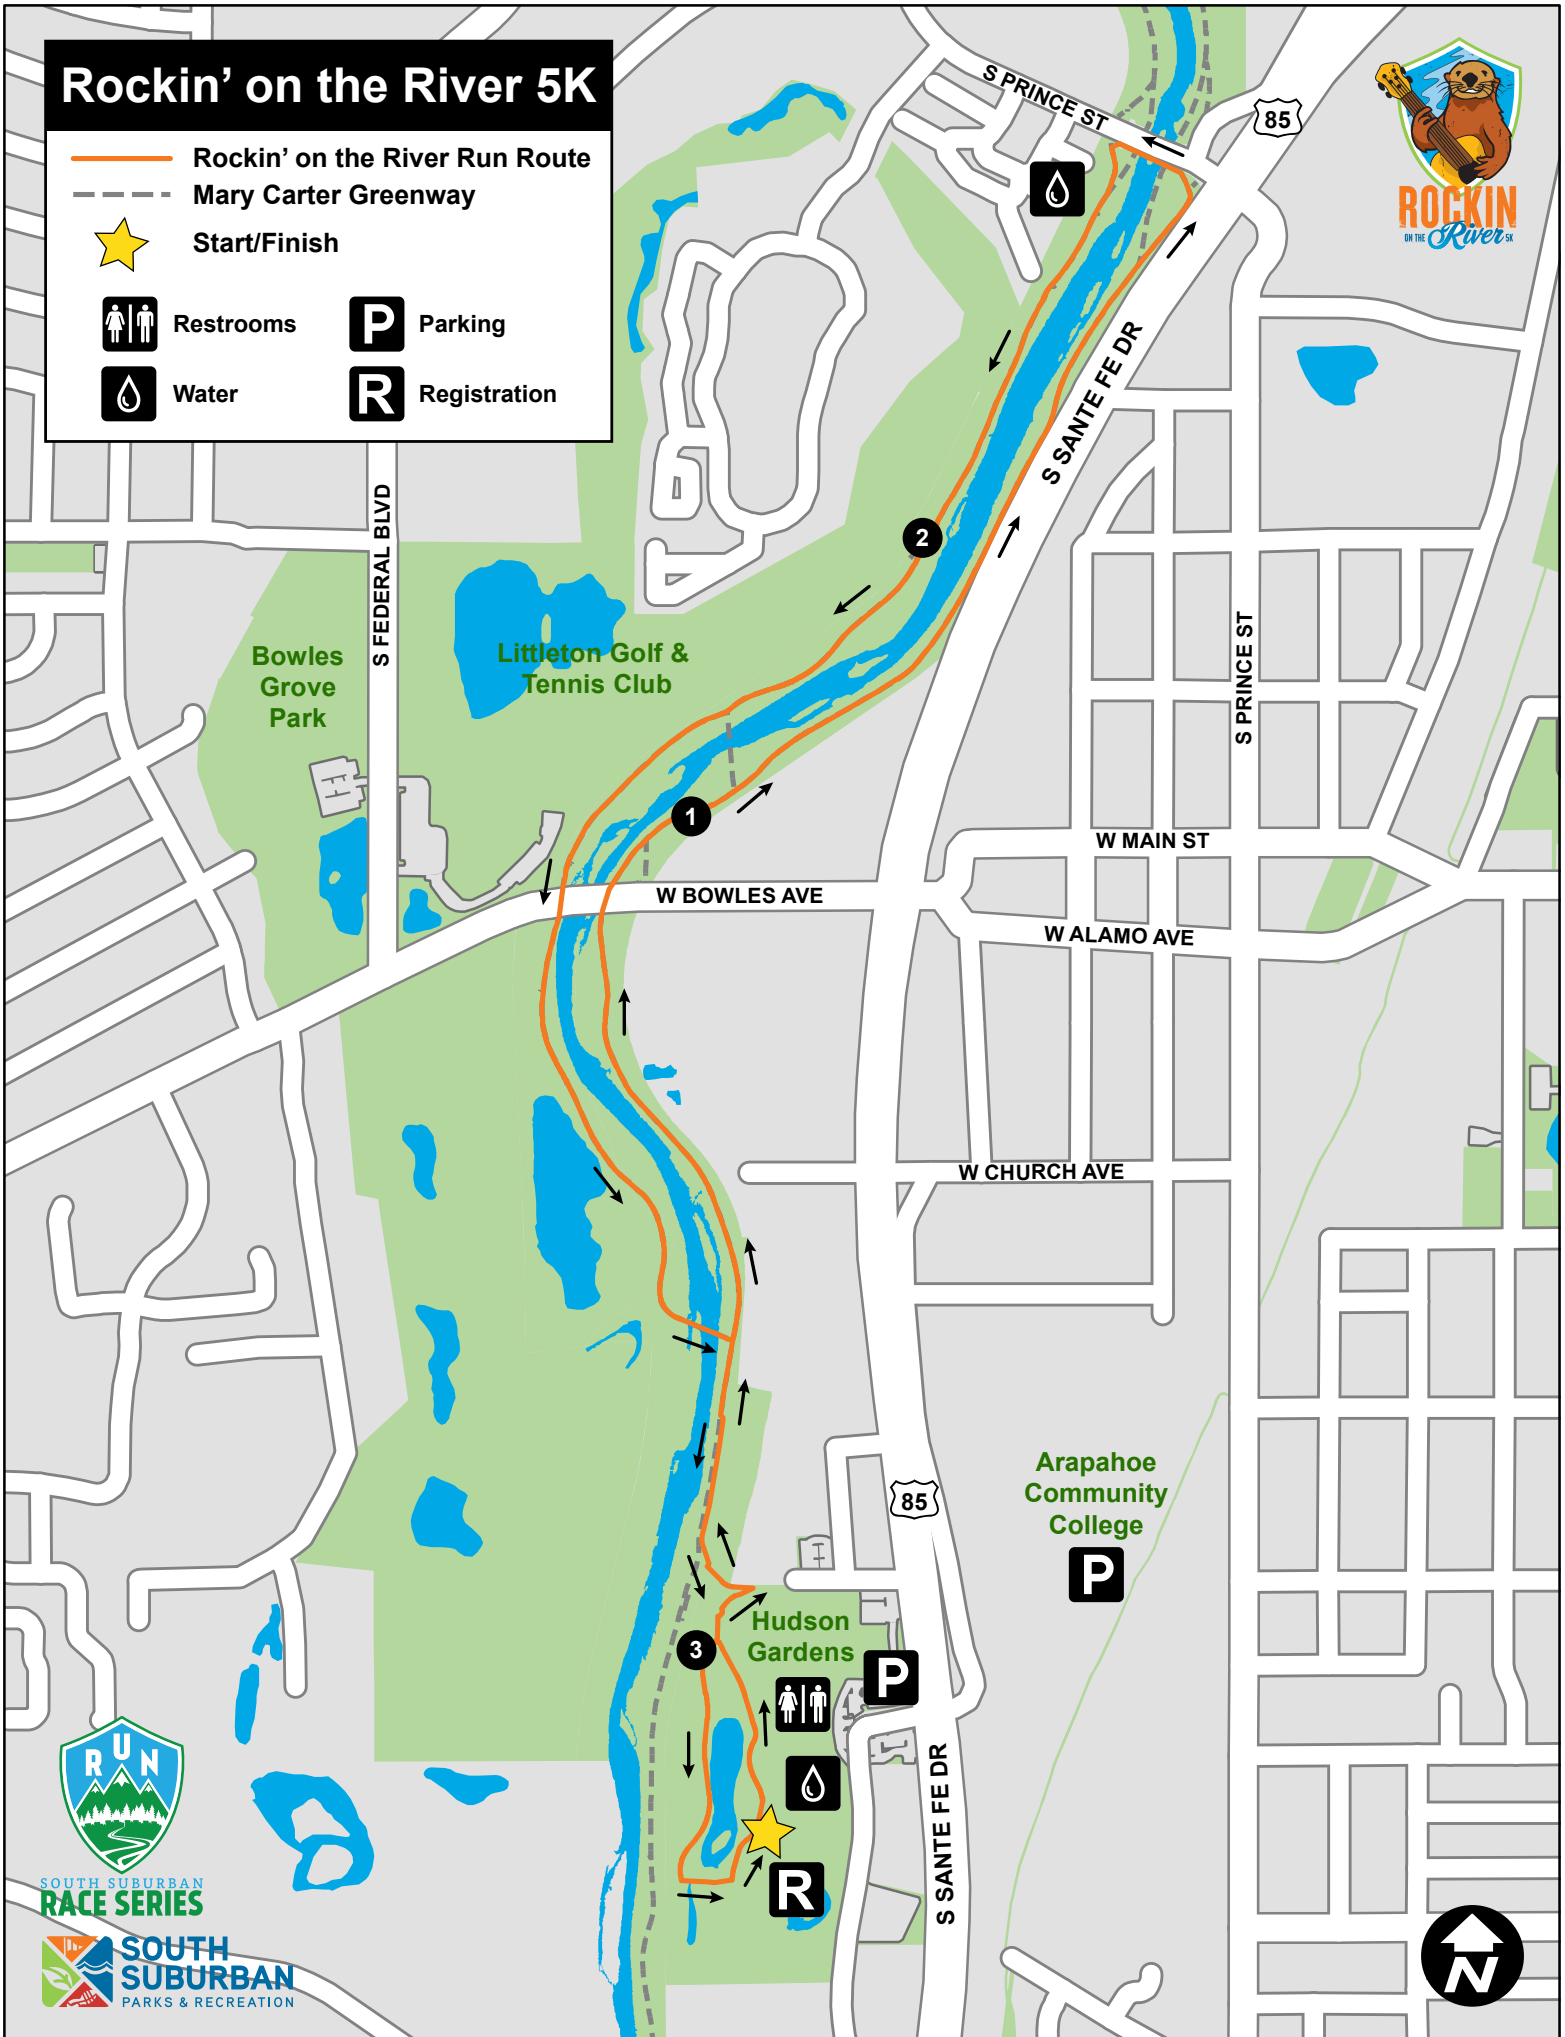 Rockin' on the River 5K
Rockin' on the River Run Route
Mary Carter Greenway
Start/Finish
Restrooms
P
Parking
Water
R
Registration
S PRINCE ST
85
ROCKIN
ON THE River 5K
S SANTE FE DR
S FEDERAL BLVD
2
Bowles
Grove
Park
Littleton Golf &
Tennis Club
S PRINCE ST
1
W MAIN ST
W BOWLES AVE
W ALAMO AVE
W CHURCH AVE
Arapahoe
Community
College
P
85
Hudson
Gardens
3
P
R
S SANTE FE DR
RUN
SOUTH SUBURBAN
RACE SERIES
SOUTH
SUBURBAN
PARKS & RECREATION
N